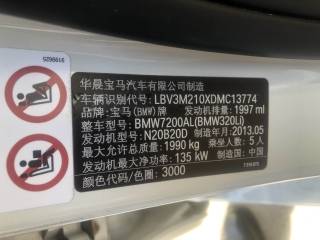 华晨宝马汽车有限公司制造
车辆识别代号: LBV3M210XDMC13774
品牌: 宝马(BMW)牌 发动机排量: 1997 ml
整车型号: BMW7200AL(BMW320Li)
发动机型号: N20B20D 制造年月: 2013.05
最大允许总质量: 1990 kg 乘坐人数: 5 人
发动机最大净功率: 135 kW 制造国: 中国
颜色代码/色圈: 3000